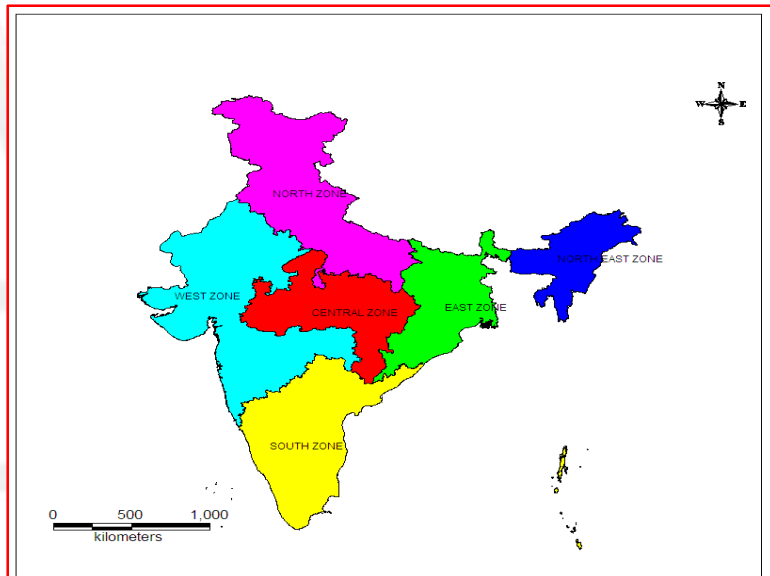 N
W E
S
NORTH ZONE
NORTH EAST ZONE
WEST ZONE
CENTRAL ZONE
EAST ZONE
SOUTH ZONE
0 500 1,000
kilometers